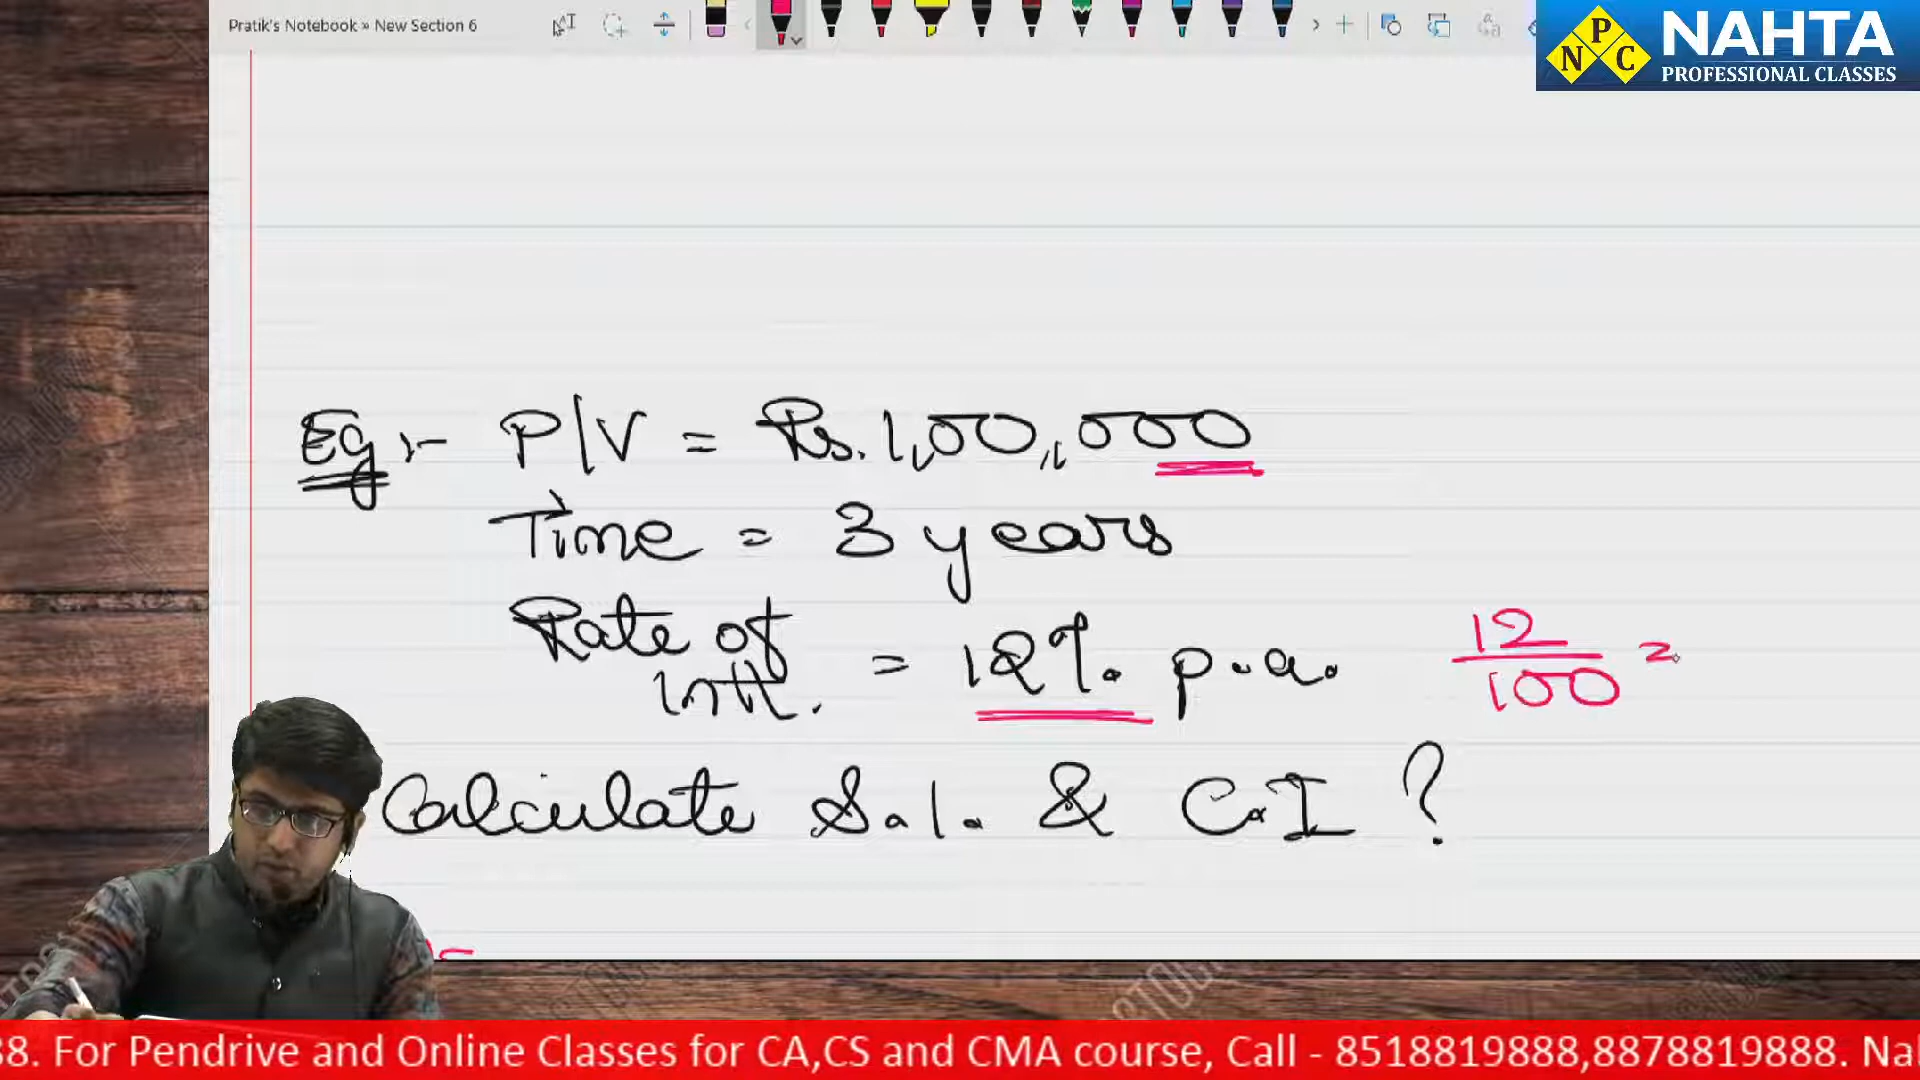 Pratik's Notebook » New Section 6
NPC
NAHTA
PROFESSIONAL CLASSES
Eg :- P/V = Rs. 1,00,000
Time = 3 years
Rate of Intt. = 12% p.a.
12/100 =
Calculate S.I. & C.I ?
38. For Pendrive and Online Classes for CA,CS and CMA course, Call - 8518819888,8878819888. Na